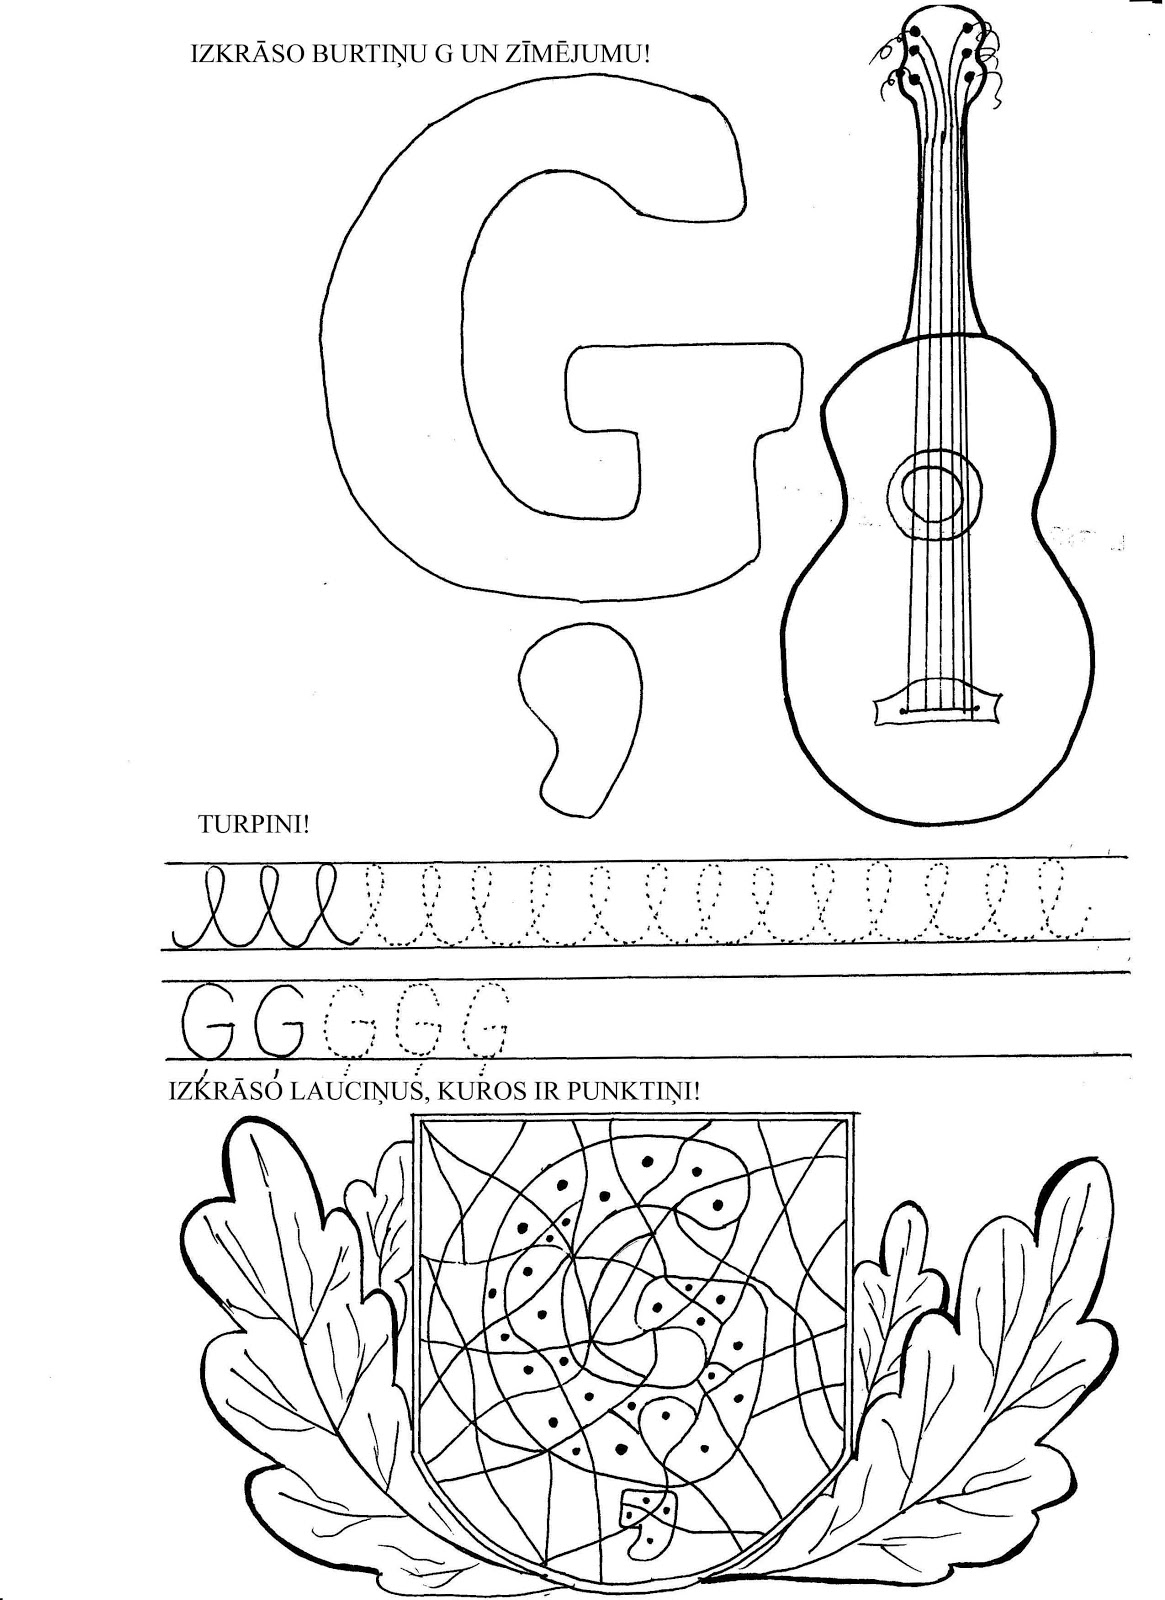 IZKRĀSO BURTIŅU G UN ZĪMĒJUMU!
Ģ
TURPINI!
Ģ Ģ Ģ Ģ Ģ
IZKRĀSO LAUCIŅUS, KUROS IR PUNKTIŅI!